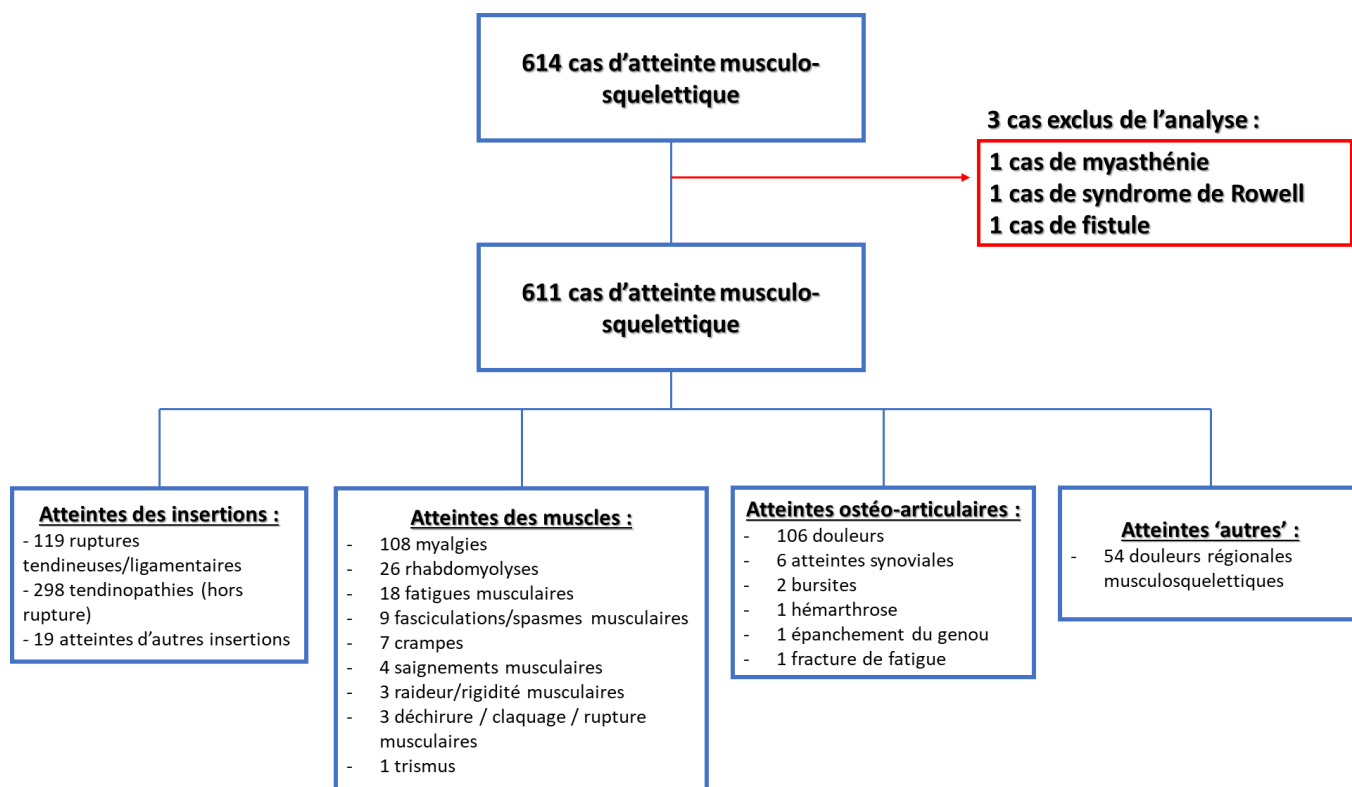 614 cas d'atteinte musculo-
squelettique
3 cas exclus de l'analyse :
1 cas de myasthénie
1 cas de syndrome de Rowell
1 cas de fistule
611 cas d'atteinte musculo-
squelettique
Atteintes des insertions :
- 119 ruptures
tendineuses/ligamentaires
- 298 tendinopathies (hors
rupture)
- 19 atteintes d'autres insertions
Atteintes des muscles :
- 108 myalgies
- 26 rhabdomyolyses
- 18 fatigues musculaires
- 9 fasciculations/spasmes musculaires
- 7 crampes
- 4 saignements musculaires
- 3 raideur/rigidité musculaires
- 3 déchirure / claquage / rupture
musculaires
- 1 trismus
Atteintes ostéo-articulaires :
- 106 douleurs
- 6 atteintes synoviales
- 2 bursites
- 1 hémarthrose
- 1 épanchement du genou
- 1 fracture de fatigue
Atteintes 'autres' :
- 54 douleurs régionales
musculosquelettiques